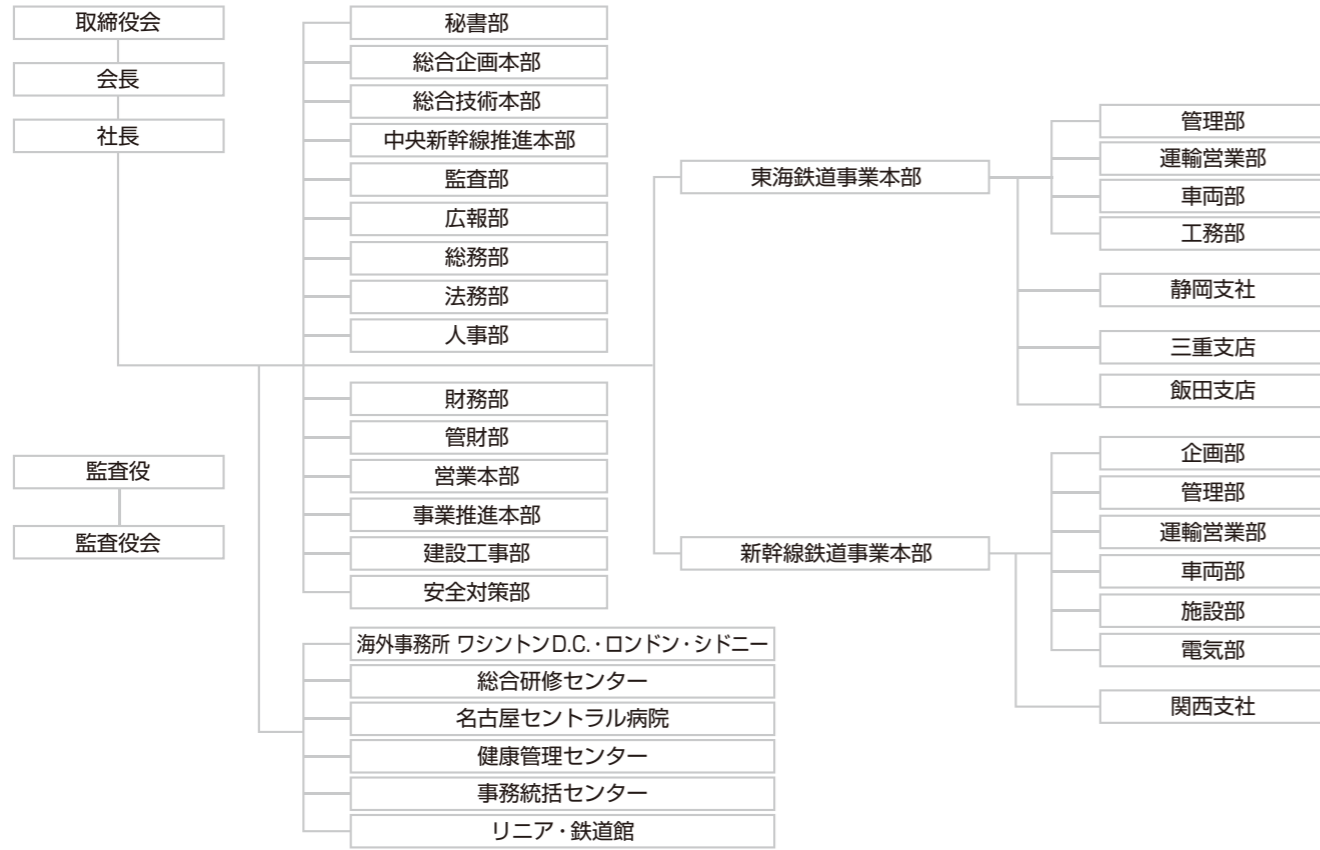 取締役会
会長
社長
監査役
監査役会
秘書部
総合企画本部
総合技術本部
中央新幹線推進本部
監査部
広報部
総務部
法務部
人事部
財務部
管財部
営業本部
事業推進本部
建設工事部
安全対策部
海外事務所 ワシントンD.C.・ロンドン・シドニー
総合研修センター
名古屋セントラル病院
健康管理センター
事務統括センター
リニア・鉄道館
東海鉄道事業本部
管理部
運輸営業部
車両部
工務部
静岡支社
三重支店
飯田支店
新幹線鉄道事業本部
企画部
管理部
運輸営業部
車両部
施設部
電気部
関西支社